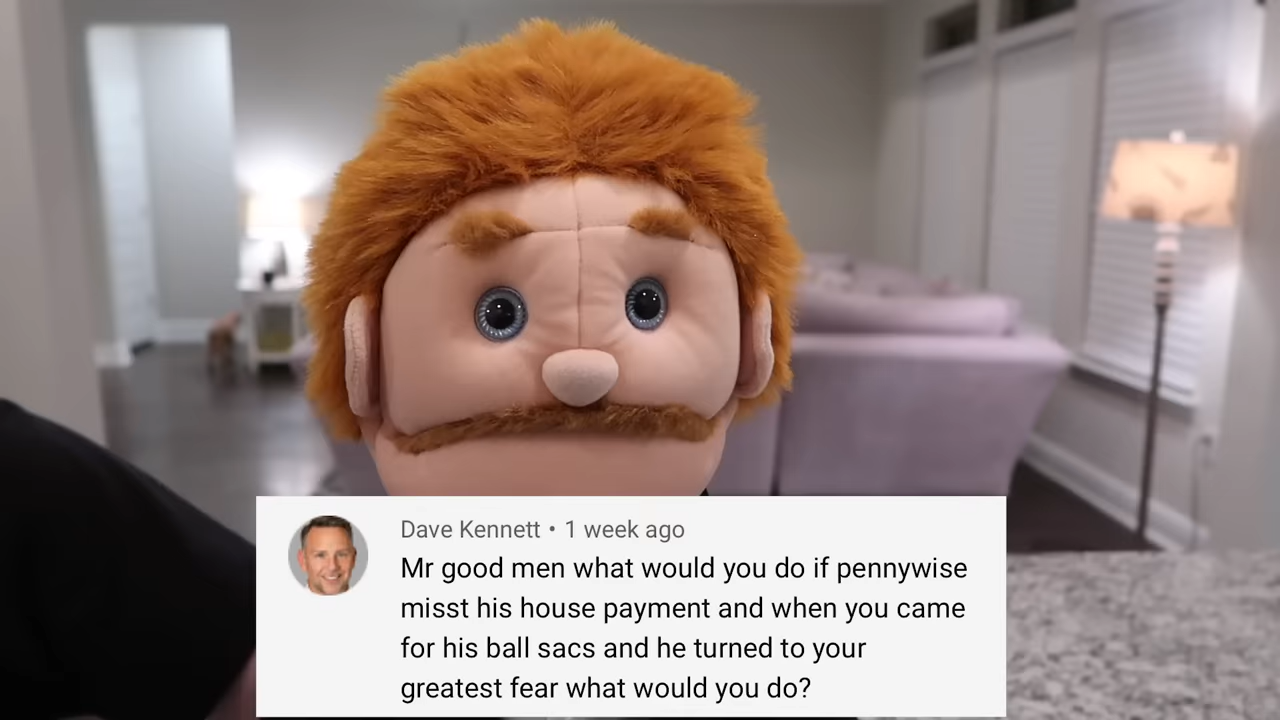 Dave Kennett • 1 week ago
Mr good men what would you do if pennywise
misst his house payment and when you came
for his ball sacs and he turned to your
greatest fear what would you do?